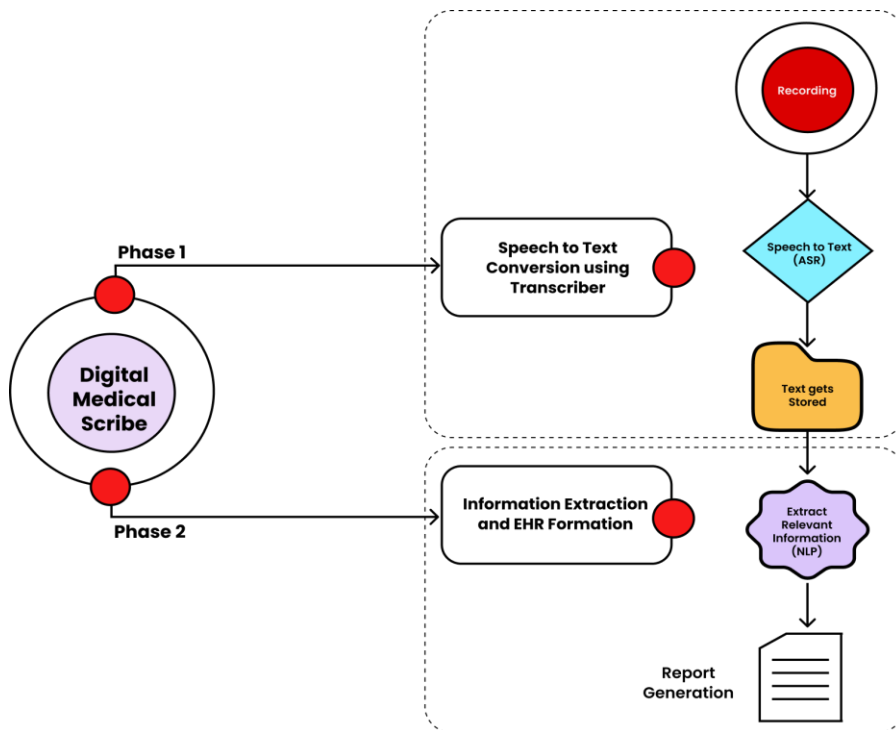 Recording
Phase 1
Speech to Text
Conversion using
Transcriber
Speech to Text
(ASR)
Digital
Medical
Scribe
Text gets
Stored
Phase 2
Information Extraction
and EHR Formation
Extract
Relevant
Information
(NLP)
Report
Generation